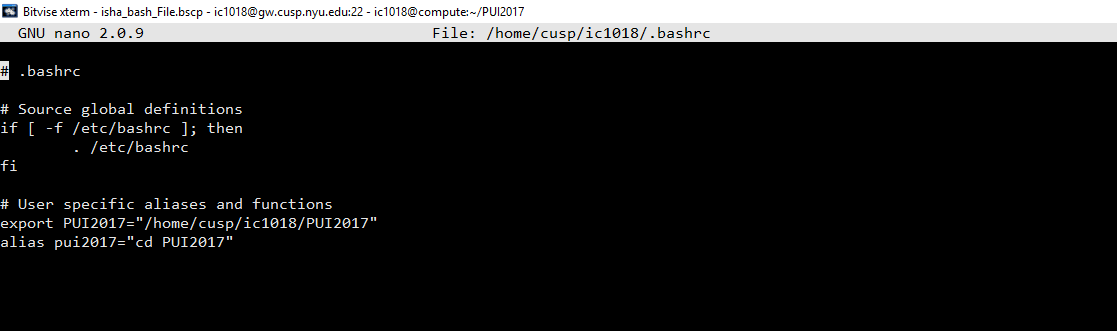 Bitvise xterm - isha_bash_File.bscp - ic1018@gw.cusp.nyu.edu:22 - ic1018@compute:~/PUI2017
GNU nano 2.0.9 File: /home/cusp/ic1018/.bashrc
# .bashrc
# Source global definitions
if [ -f /etc/bashrc ]; then
. /etc/bashrc
fi
# User specific aliases and functions
export PUI2017="/home/cusp/ic1018/PUI2017"
alias pui2017="cd PUI2017"